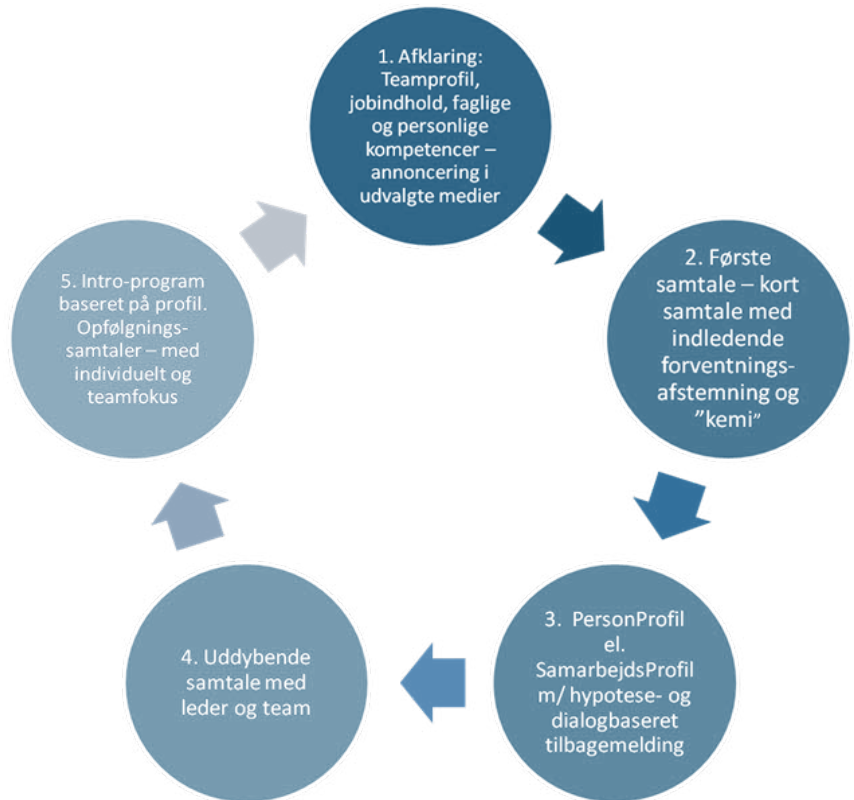 1. Afklaring:
Teamprofil,
jobindhold, faglige
og personlige
kompetencer –
annoncering i
udvalgte medier
2. Første
samtale – kort
samtale med
indledende
forventnings-
afstemning og
”kemi”
3. PersonProfil
el.
SamarbejdsProfil
m/ hypotese- og
dialogbaseret
tilbagemelding
4. Uddybende
samtale med
leder og team
5. Intro-program
baseret på profil.
Opfølgnings-
samtaler – med
individuelt og
teamfokus